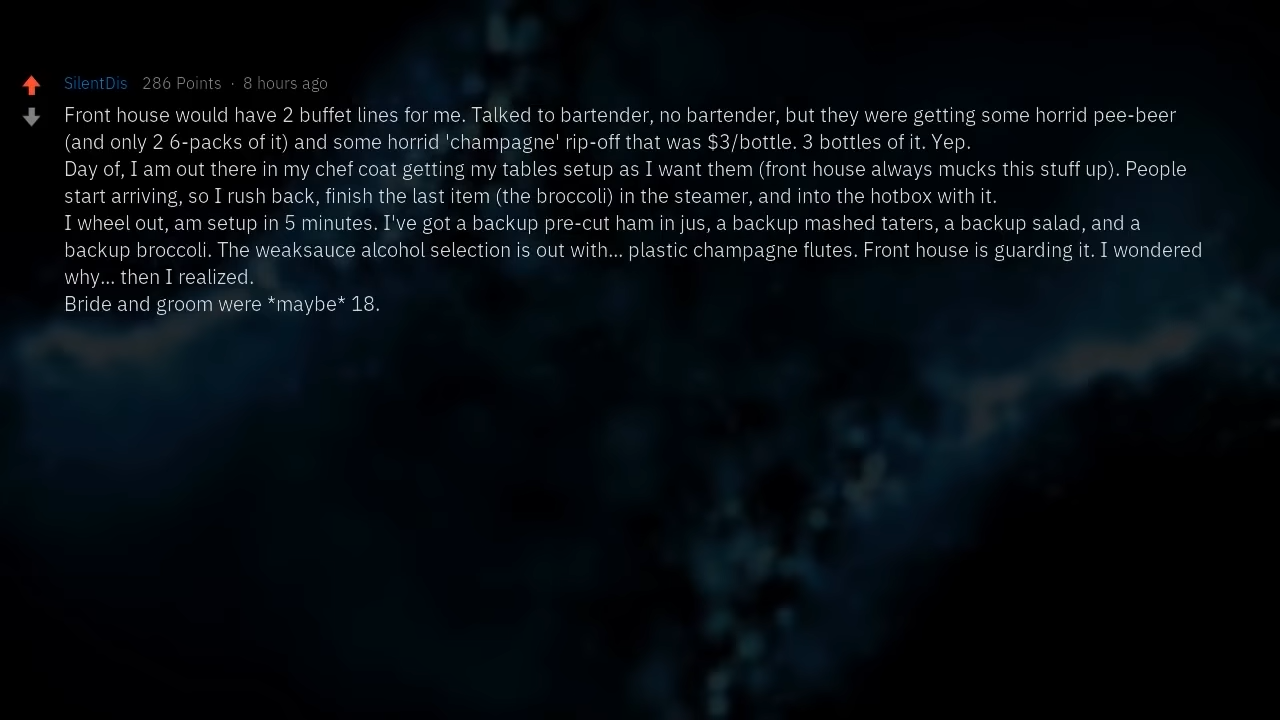 SilentDis 286 Points · 8 hours ago
Front house would have 2 buffet lines for me. Talked to bartender, no bartender, but they were getting some horrid pee-beer
(and only 2 6-packs of it) and some horrid 'champagne' rip-off that was $3/bottle. 3 bottles of it. Yep.
Day of, I am out there in my chef coat getting my tables setup as I want them (front house always mucks this stuff up). People
start arriving, so I rush back, finish the last item (the broccoli) in the steamer, and into the hotbox with it.
I wheel out, am setup in 5 minutes. I've got a backup pre-cut ham in jus, a backup mashed taters, a backup salad, and a
backup broccoli. The weaksauce alcohol selection is out with... plastic champagne flutes. Front house is guarding it. I wondered
why... then I realized.
Bride and groom were *maybe* 18.